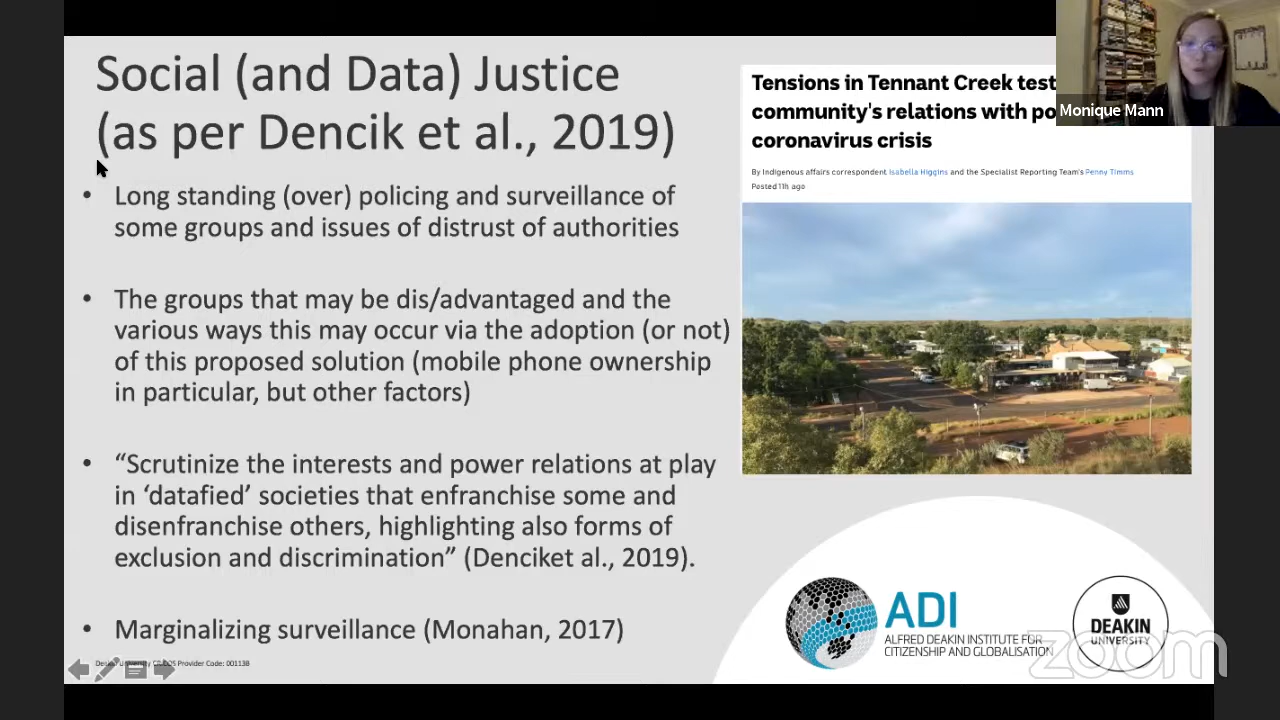 Social (and Data) Justice
(as per Dencik et al., 2019)
• Long standing (over) policing and surveillance of
some groups and issues of distrust of authorities
• The groups that may be dis/advantaged and the
various ways this may occur via the adoption (or not)
of this proposed solution (mobile phone ownership
in particular, but other factors)
• “Scrutinize the interests and power relations at play
in ‘datafied’ societies that enfranchise some and
disenfranchise others, highlighting also forms of
exclusion and discrimination” (Denciket al., 2019).
• Marginalizing surveillance (Monahan, 2017)
University CRICOS Provider Code: 00113B
Tensions in Tennant Creek test
community's relations with po
coronavirus crisis
By Indigenous affairs correspondent Isabella Higgins and the Specialist Reporting Team's Penny Timms
Posted 11h ago
Monique Mann
ADI
ALFRED DEAKIN INSTITUTE FOR
CITIZENSHIP AND GLOBALISATION
DEAKIN
UNIVERSITY
zoom